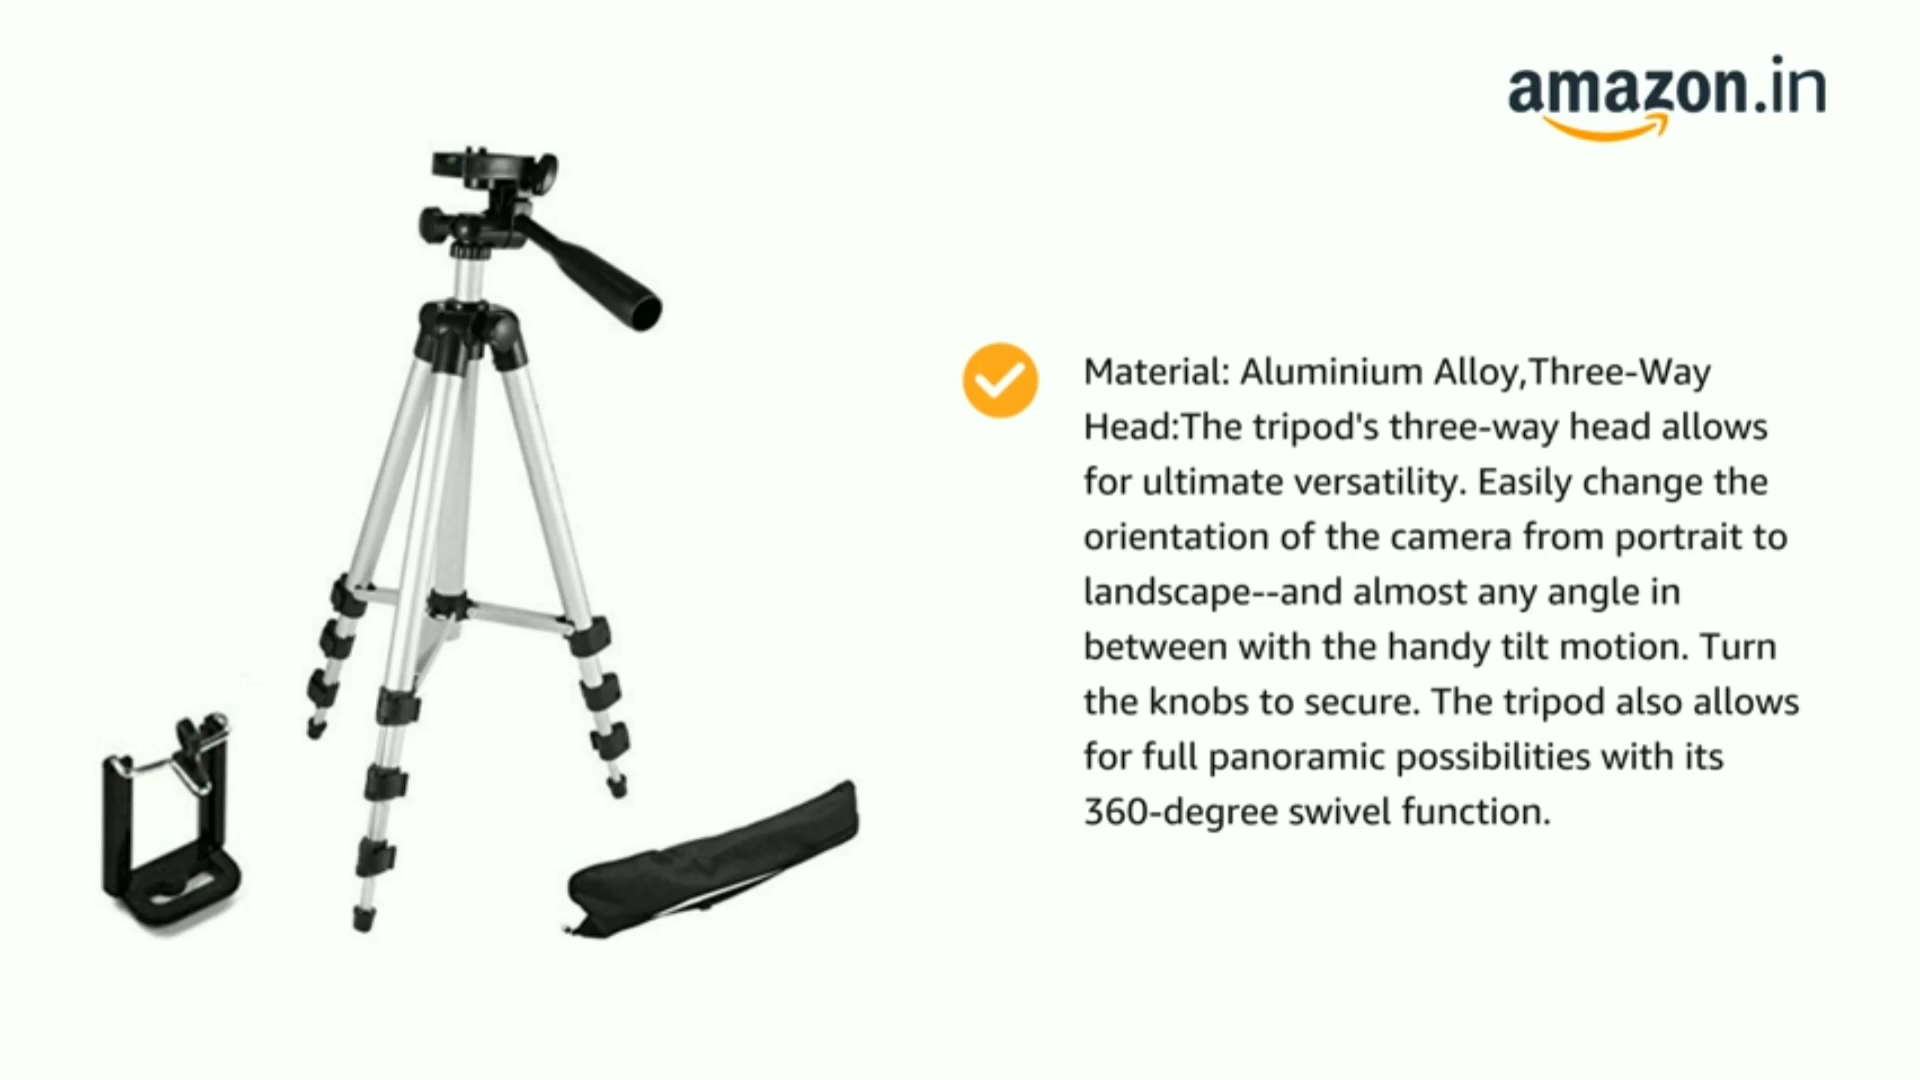 amazon.in
Material: Aluminium Alloy,Three-Way
Head:The tripod's three-way head allows
for ultimate versatility. Easily change the
orientation of the camera from portrait to
landscape--and almost any angle in
between with the handy tilt motion. Turn
the knobs to secure. The tripod also allows
for full panoramic possibilities with its
360-degree swivel function.